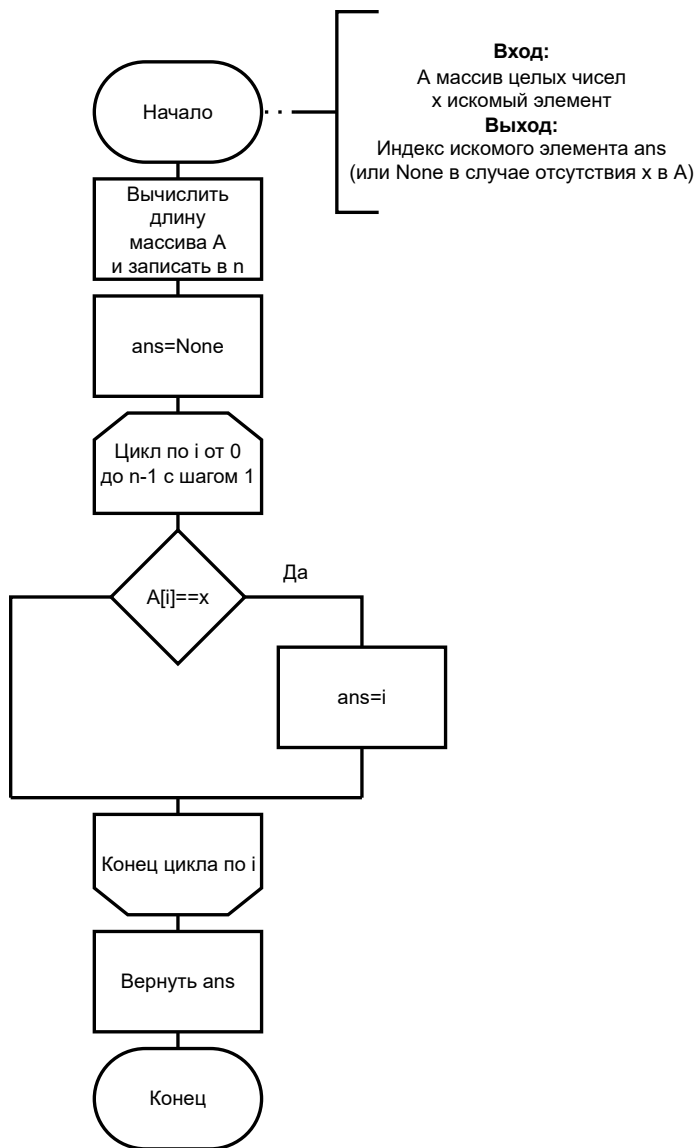 Начало
Вход:
A массив целых чисел
x искомый элемент
Выход:
Индекс искомого элемента ans
(или None в случае отсутствия x в A)
Вычислить
длину
массива A
и записать в n
ans=None
Цикл по i от 0
до n-1 с шагом 1
A[i]==x
Да
ans=i
Конец цикла по i
Вернуть ans
Конец